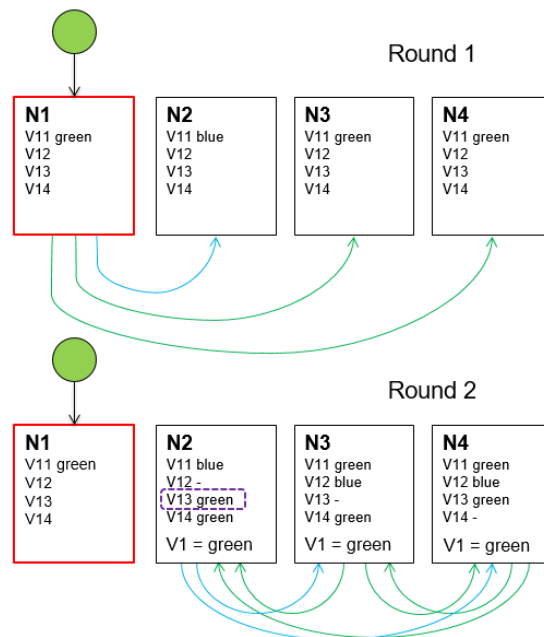 Round 1
N1
V11 green
V12
V13
V14
N2
V11 blue
V12
V13
V14
N3
V11 green
V12
V13
V14
N4
V11 green
V12
V13
V14
Round 2
N1
V11 green
V12
V13
V14
N2
V11 blue
V12 -
V13 green
V14 green
V1 = green
N3
V11 green
V12 blue
V13 -
V14 green
V1 = green
N4
V11 green
V12 blue
V13 green
V14 -
V1 = green